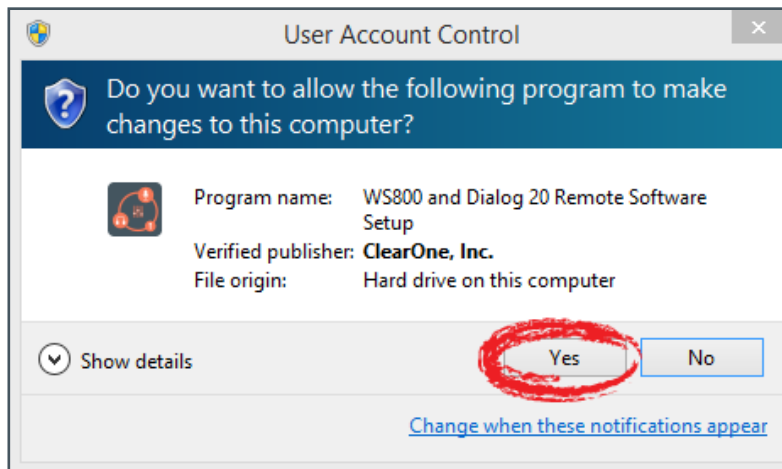 User Account Control
Do you want to allow the following program to make
changes to this computer?
Program name: WS800 and Dialog 20 Remote Software
Setup
Verified publisher: ClearOne, Inc.
File origin: Hard drive on this computer
Show details
Yes
No
Change when these notifications appear